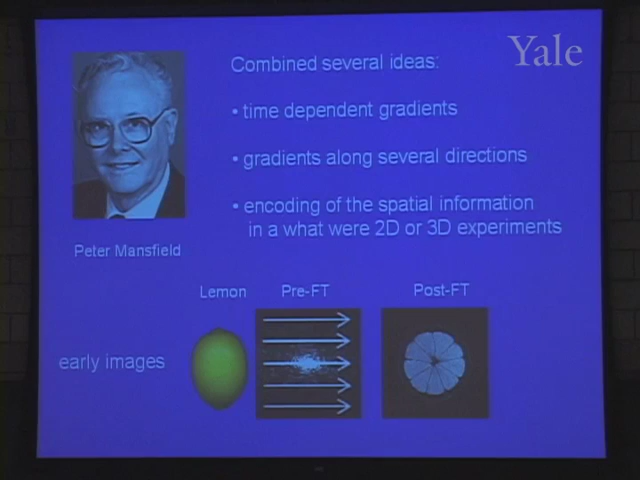 Yale
Combined several ideas:
• time dependent gradients
• gradients along several directions
• encoding of the spatial information
in a what were 2D or 3D experiments
Peter Mansfield
Lemon
Pre-FT
Post-FT
early images